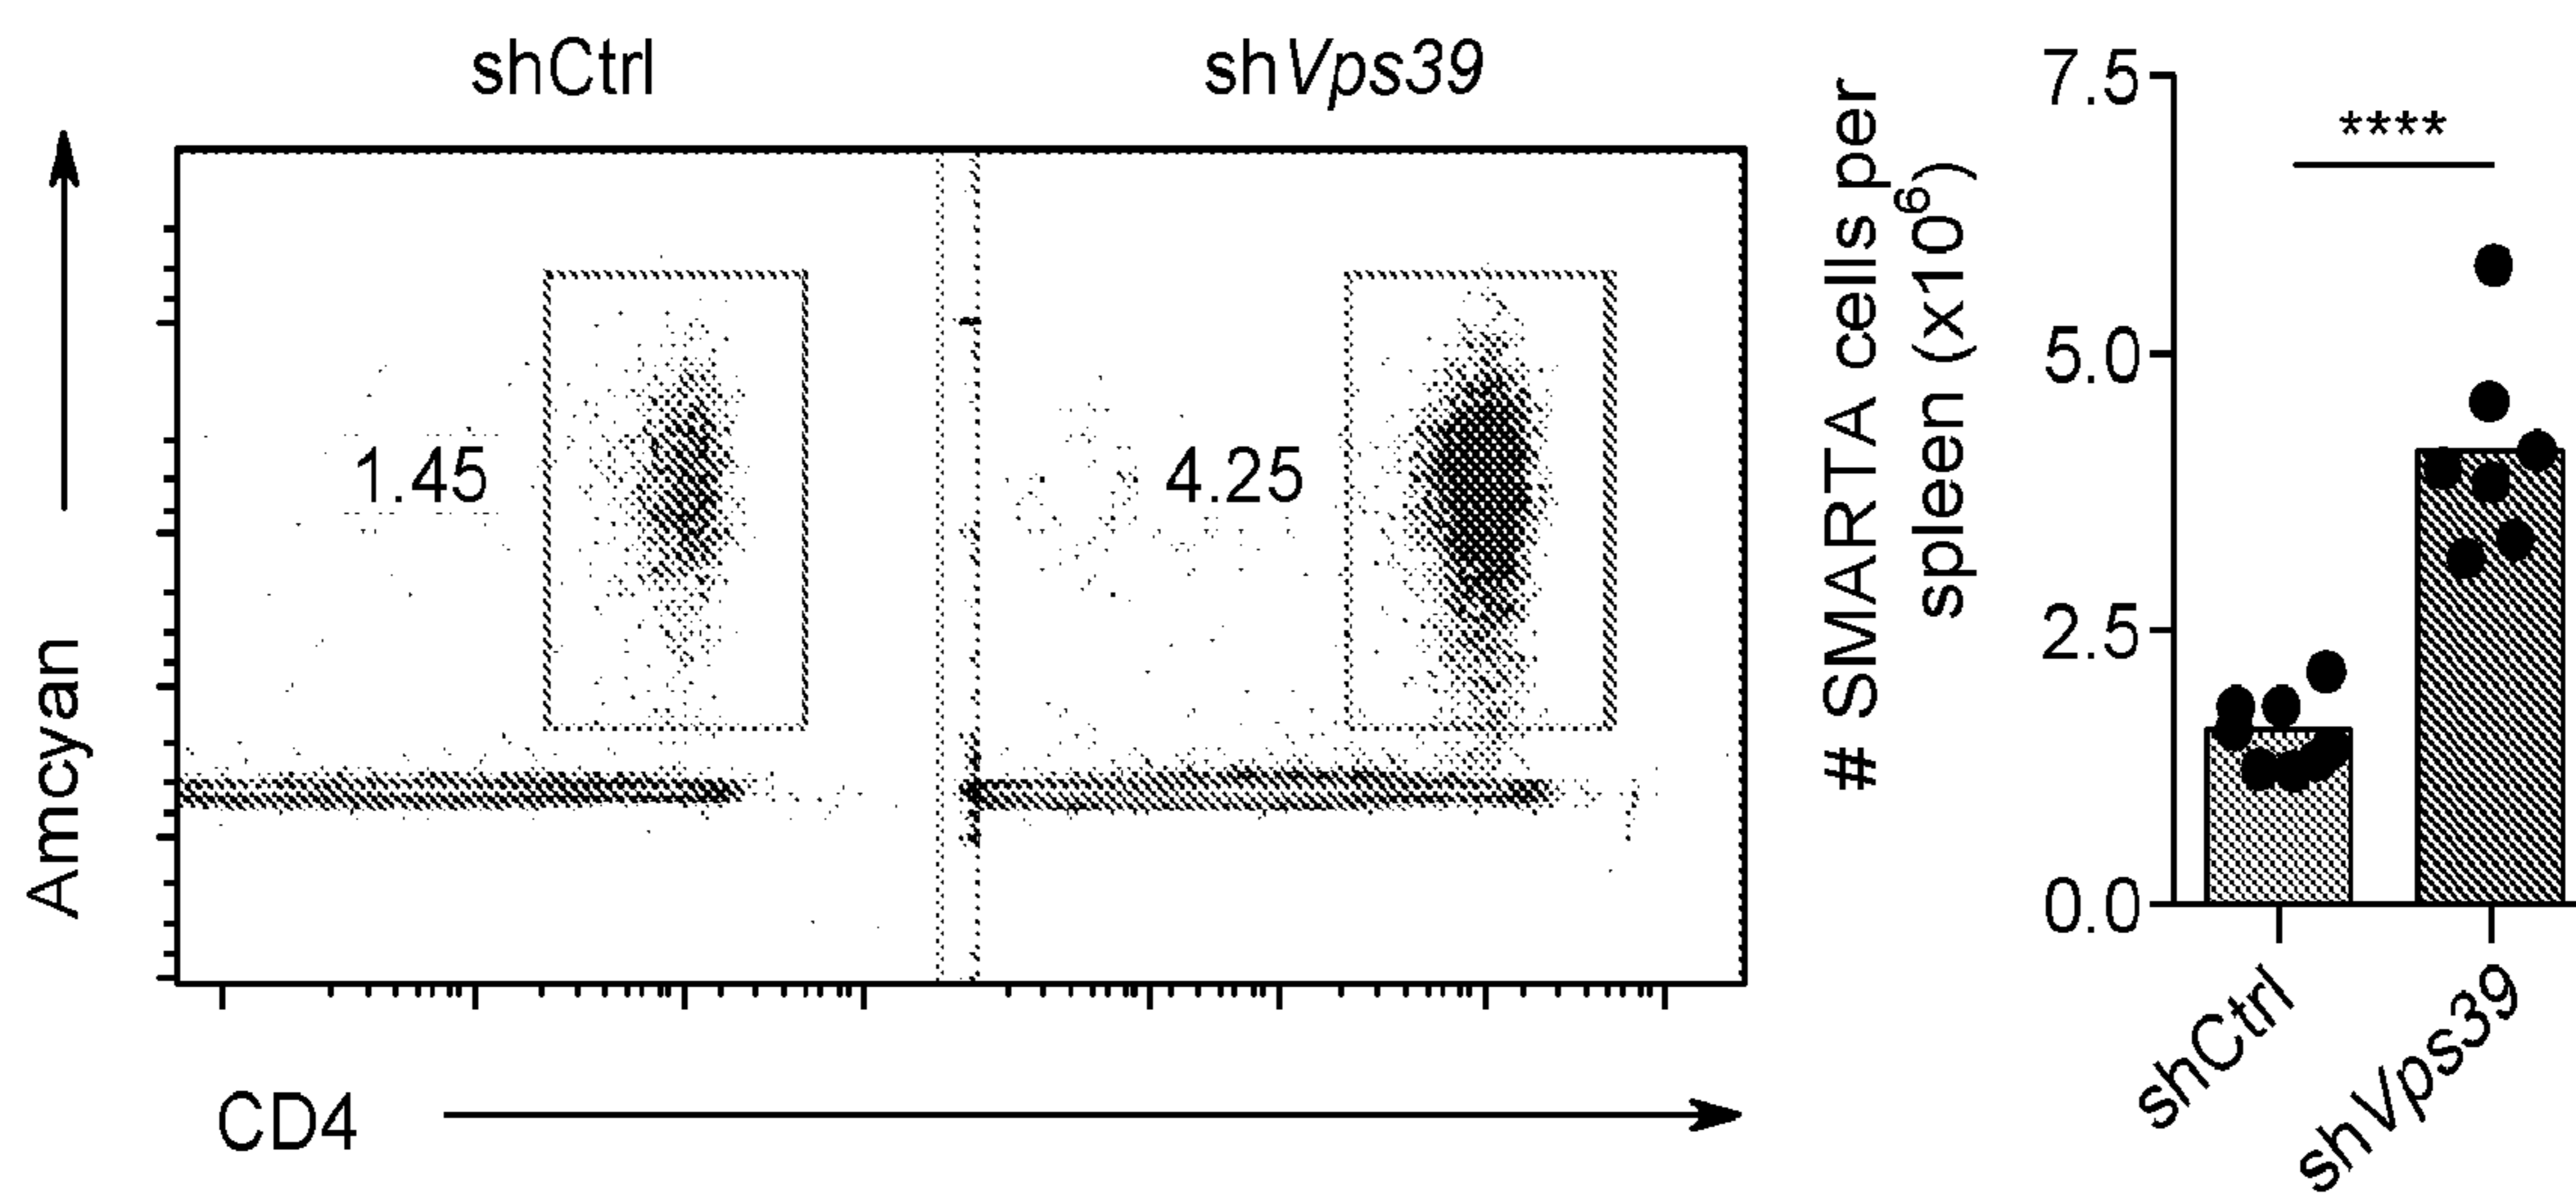 shCtrl
shVps39
Amcyan
1.45
4.25
CD4
# SMARTA cells per
spleen (x10⁶)
7.5
5.0
2.5
0.0
****
shCtrl
shVps39